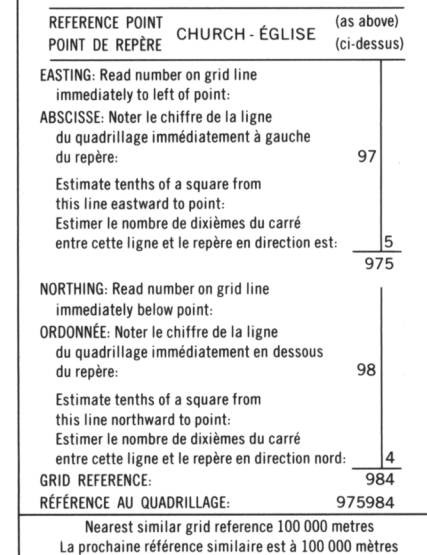 REFERENCE POINT CHURCH - ÉGLISE (as above)
POINT DE REPÈRE (ci-dessus)
EASTING: Read number on grid line
immediately to left of point:
ABSCISSE: Noter le chiffre de la ligne
du quadrillage immédiatement à gauche
du repère: 97
Estimate tenths of a square from
this line eastward to point:
Estimer le nombre de dixièmes du carré
entre cette ligne et le repère en direction est: 5
975
NORTHING: Read number on grid line
immediately below point:
ORDONNÉE: Noter le chiffre de la ligne
du quadrillage immédiatement en dessous
du repère: 98
Estimate tenths of a square from
this line northward to point:
Estimer le nombre de dixièmes du carré
entre cette ligne et le repère en direction nord: 4
GRID REFERENCE: 984
RÉFÉRENCE AU QUADRILLAGE: 975984
Nearest similar grid reference 100 000 metres
La prochaine référence similaire est à 100 000 mètres